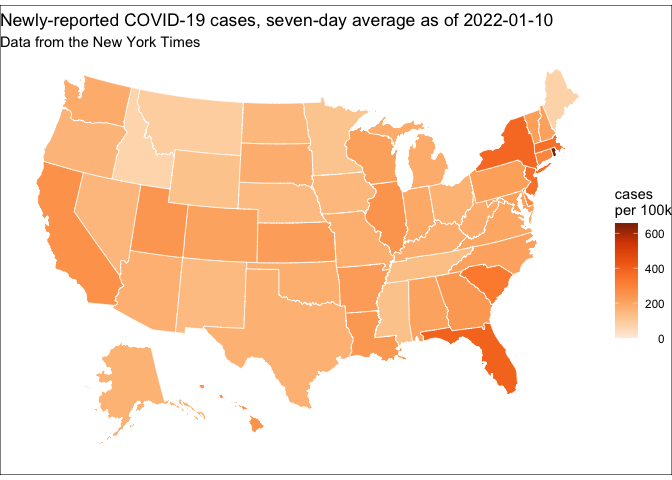 Newly-reported COVID-19 cases, seven-day average as of 2022-01-10
Data from the New York Times
cases
per 100k
600
400
200
0